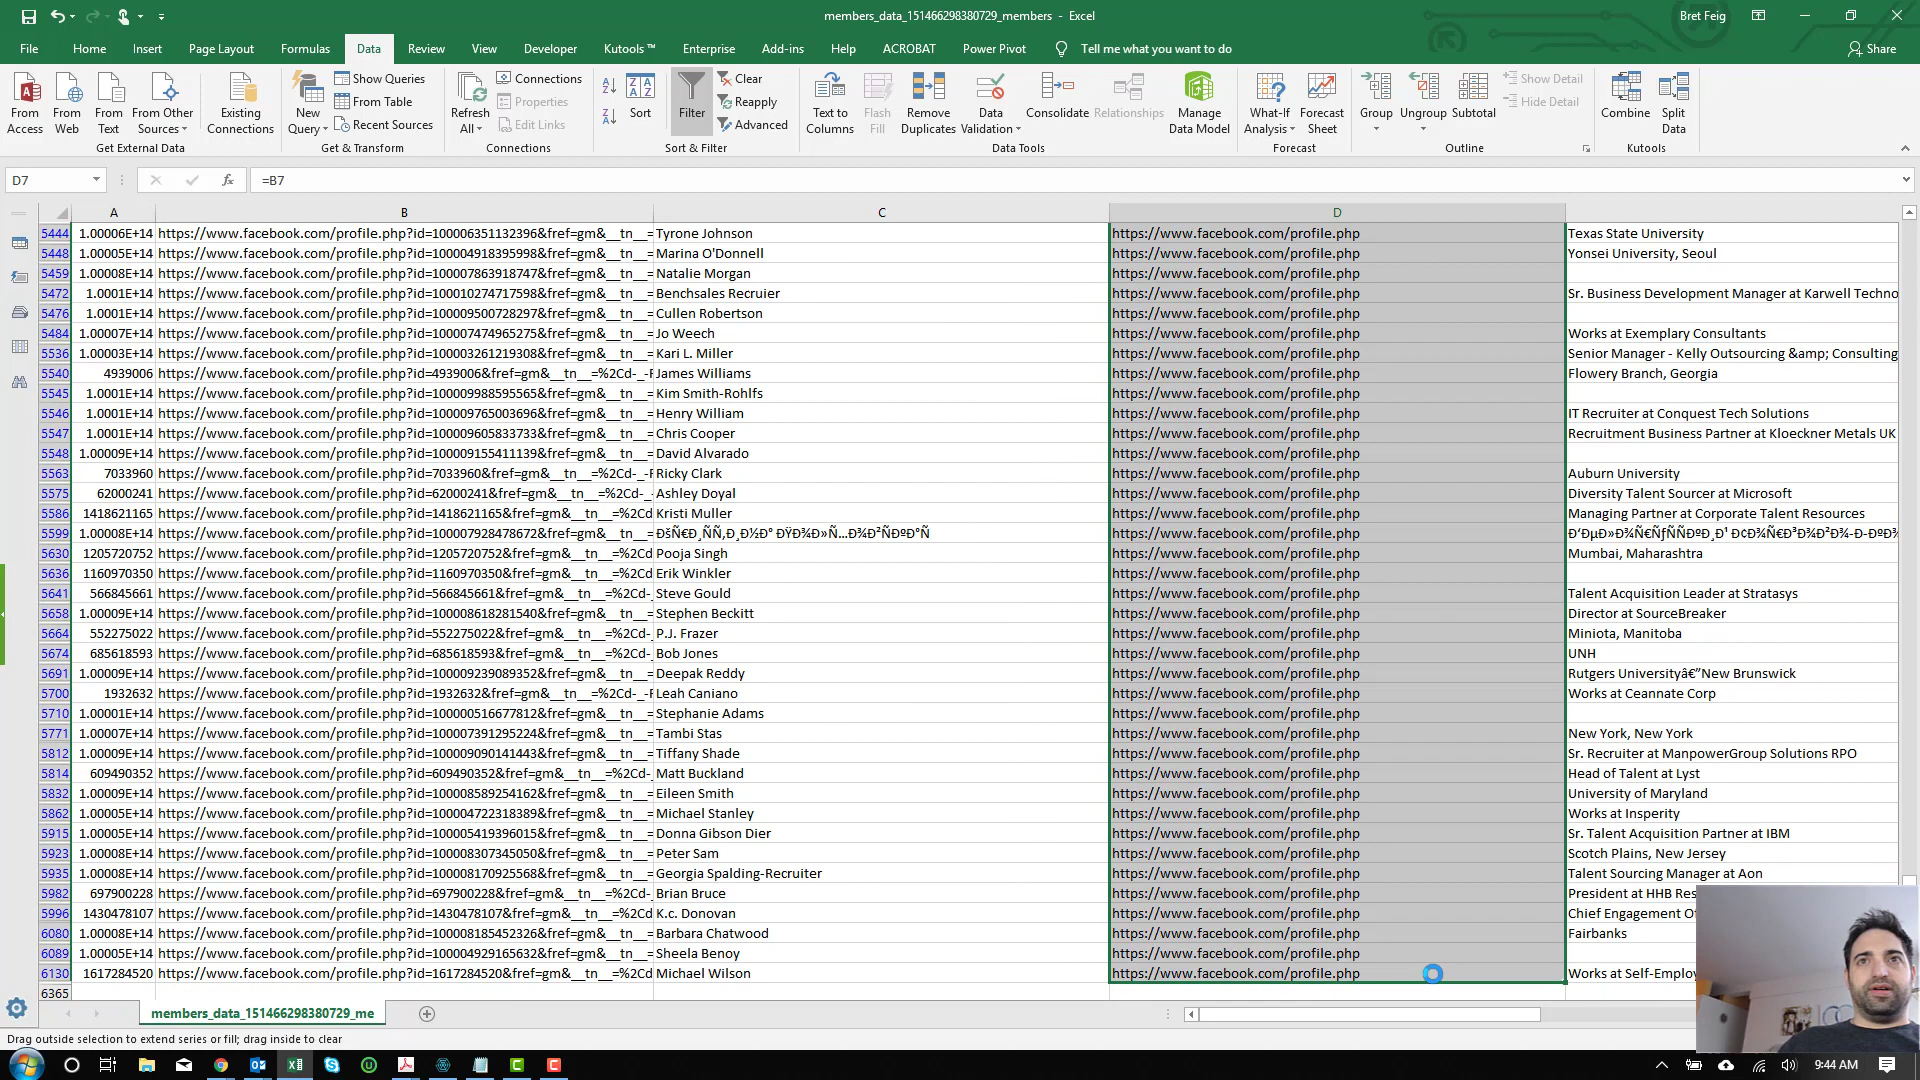 members_data_151466298380729_members - Excel
Bret Feig
File Home Insert Page Layout Formulas Data Review View Developer Kutools ™ Enterprise Add-ins Help ACROBAT Power Pivot Tell me what you want to do Share
From Access
From Web
From Text
From Other Sources
Existing Connections
Get External Data
New Query
Show Queries
From Table
Recent Sources
Get & Transform
Refresh All
Connections
Properties
Edit Links
Connections
Sort
Filter
Clear
Reapply
Advanced
Sort & Filter
Text to Columns
Flash Fill
Remove Duplicates
Data Validation
Consolidate
Relationships
Manage Data Model
Data Tools
What-If Analysis
Forecast Sheet
Forecast
Group
Ungroup
Subtotal
Show Detail
Hide Detail
Outline
Combine
Split Data
Kutools
D7 fx =B7
A B C D
5444 1.00006E+14 https://www.facebook.com/profile.php?id=100006351132396&fref=gm&__tn__= Tyrone Johnson https://www.facebook.com/profile.php Texas State University
5448 1.00005E+14 https://www.facebook.com/profile.php?id=100004918395998&fref=gm&__tn__= Marina O'Donnell https://www.facebook.com/profile.php Yonsei University, Seoul
5459 1.00008E+14 https://www.facebook.com/profile.php?id=100007863918747&fref=gm&__tn__= Natalie Morgan https://www.facebook.com/profile.php
5472 1.0001E+14 https://www.facebook.com/profile.php?id=100010274717598&fref=gm&__tn__= Benchsales Recruier https://www.facebook.com/profile.php Sr. Business Development Manager at Karwell Techno
5476 1.0001E+14 https://www.facebook.com/profile.php?id=100009500728297&fref=gm&__tn__= Cullen Robertson https://www.facebook.com/profile.php
5484 1.00007E+14 https://www.facebook.com/profile.php?id=100007474965275&fref=gm&__tn__= Jo Weech https://www.facebook.com/profile.php Works at Exemplary Consultants
5536 1.00003E+14 https://www.facebook.com/profile.php?id=100003261219308&fref=gm&__tn__= Kari L. Miller https://www.facebook.com/profile.php Senior Manager - Kelly Outsourcing &amp; Consulting
5540 4939006 https://www.facebook.com/profile.php?id=4939006&fref=gm&__tn__=%2Cd-_-F James Williams https://www.facebook.com/profile.php Flowery Branch, Georgia
5545 1.0001E+14 https://www.facebook.com/profile.php?id=100009988595565&fref=gm&__tn__= Kim Smith-Rohlfs https://www.facebook.com/profile.php
5546 1.0001E+14 https://www.facebook.com/profile.php?id=100009765003696&fref=gm&__tn__= Henry William https://www.facebook.com/profile.php IT Recruiter at Conquest Tech Solutions
5547 1.0001E+14 https://www.facebook.com/profile.php?id=100009605833733&fref=gm&__tn__= Chris Cooper https://www.facebook.com/profile.php Recruitment Business Partner at Kloeckner Metals UK
5548 1.00009E+14 https://www.facebook.com/profile.php?id=100009155411139&fref=gm&__tn__= David Alvarado https://www.facebook.com/profile.php
5563 7033960 https://www.facebook.com/profile.php?id=7033960&fref=gm&__tn__=%2Cd-_-F Ricky Clark https://www.facebook.com/profile.php Auburn University
5575 62000241 https://www.facebook.com/profile.php?id=62000241&fref=gm&__tn__=%2Cd-_- Ashley Doyal https://www.facebook.com/profile.php Diversity Talent Sourcer at Microsoft
5586 1418621165 https://www.facebook.com/profile.php?id=1418621165&fref=gm&__tn__=%2Cd Kristi Muller https://www.facebook.com/profile.php Managing Partner at Corporate Talent Resources
5599 1.00008E+14 https://www.facebook.com/profile.php?id=100007928478672&fref=gm&__tn__= https://www.facebook.com/profile.php
5630 1205720752 https://www.facebook.com/profile.php?id=1205720752&fref=gm&__tn__=%2Cd Pooja Singh https://www.facebook.com/profile.php Mumbai, Maharashtra
5636 1160970350 https://www.facebook.com/profile.php?id=1160970350&fref=gm&__tn__=%2Cd Erik Winkler https://www.facebook.com/profile.php
5641 566845661 https://www.facebook.com/profile.php?id=566845661&fref=gm&__tn__=%2Cd-_ Steve Gould https://www.facebook.com/profile.php Talent Acquisition Leader at Stratasys
5658 1.00009E+14 https://www.facebook.com/profile.php?id=100008618281540&fref=gm&__tn__= Stephen Beckitt https://www.facebook.com/profile.php Director at SourceBreaker
5664 552275022 https://www.facebook.com/profile.php?id=552275022&fref=gm&__tn__=%2Cd-_ P.J. Frazer https://www.facebook.com/profile.php Miniota, Manitoba
5674 685618593 https://www.facebook.com/profile.php?id=685618593&fref=gm&__tn__=%2Cd-_ Bob Jones https://www.facebook.com/profile.php UNH
5691 1.00009E+14 https://www.facebook.com/profile.php?id=100009239089352&fref=gm&__tn__= Deepak Reddy https://www.facebook.com/profile.php Rutgers Universityâ€”New Brunswick
5700 1932632 https://www.facebook.com/profile.php?id=1932632&fref=gm&__tn__=%2Cd-_-F Leah Caniano https://www.facebook.com/profile.php Works at Ceannate Corp
5710 1.00001E+14 https://www.facebook.com/profile.php?id=100000516677812&fref=gm&__tn__= Stephanie Adams https://www.facebook.com/profile.php
5771 1.00007E+14 https://www.facebook.com/profile.php?id=100007391295224&fref=gm&__tn__= Tambi Stas https://www.facebook.com/profile.php New York, New York
5812 1.00009E+14 https://www.facebook.com/profile.php?id=100009090141443&fref=gm&__tn__= Tiffany Shade https://www.facebook.com/profile.php Sr. Recruiter at ManpowerGroup Solutions RPO
5814 609490352 https://www.facebook.com/profile.php?id=609490352&fref=gm&__tn__=%2Cd-_ Matt Buckland https://www.facebook.com/profile.php Head of Talent at Lyst
5832 1.00009E+14 https://www.facebook.com/profile.php?id=100008589254162&fref=gm&__tn__= Eileen Smith https://www.facebook.com/profile.php University of Maryland
5862 1.00005E+14 https://www.facebook.com/profile.php?id=100004722318389&fref=gm&__tn__= Michael Stanley https://www.facebook.com/profile.php Works at Insperity
5915 1.00005E+14 https://www.facebook.com/profile.php?id=100005419396015&fref=gm&__tn__= Donna Gibson Dier https://www.facebook.com/profile.php Sr. Talent Acquisition Partner at IBM
5923 1.00008E+14 https://www.facebook.com/profile.php?id=100008307345050&fref=gm&__tn__= Peter Sam https://www.facebook.com/profile.php Scotch Plains, New Jersey
5935 1.00008E+14 https://www.facebook.com/profile.php?id=100008170925568&fref=gm&__tn__= Georgia Spalding-Recruiter https://www.facebook.com/profile.php Talent Sourcing Manager at Aon
5982 697900228 https://www.facebook.com/profile.php?id=697900228&fref=gm&__tn__=%2Cd-_ Brian Bruce https://www.facebook.com/profile.php President at HHB Res
5996 1430478107 https://www.facebook.com/profile.php?id=1430478107&fref=gm&__tn__=%2Cd K.c. Donovan https://www.facebook.com/profile.php Chief Engagement Of
6080 1.00008E+14 https://www.facebook.com/profile.php?id=100008185452326&fref=gm&__tn__= Barbara Chatwood https://www.facebook.com/profile.php Fairbanks
6089 1.00005E+14 https://www.facebook.com/profile.php?id=100004929165632&fref=gm&__tn__= Sheela Benoy https://www.facebook.com/profile.php
6130 1617284520 https://www.facebook.com/profile.php?id=1617284520&fref=gm&__tn__=%2Cd Michael Wilson https://www.facebook.com/profile.php Works at Self-Employ
6365
members_data_151466298380729_me
Drag outside selection to extend series or fill; drag inside to clear
9:44 AM